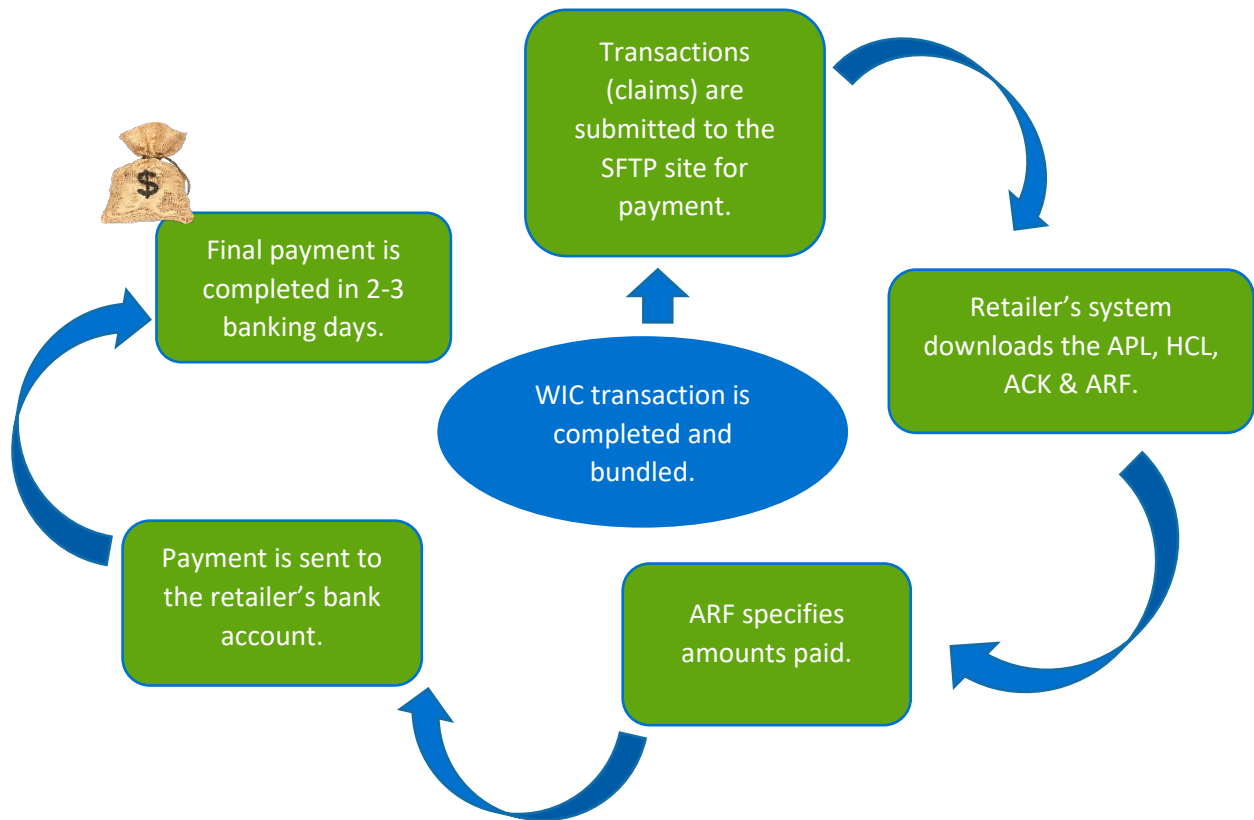 WIC transaction is
completed and
bundled.
Transactions
(claims) are
submitted to the
SFTP site for
payment.
Retailer’s system
downloads the APL, HCL,
ACK & ARF.
ARF specifies
amounts paid.
Payment is sent to
the retailer’s bank
account.
Final payment is
completed in 2-3
banking days.
$